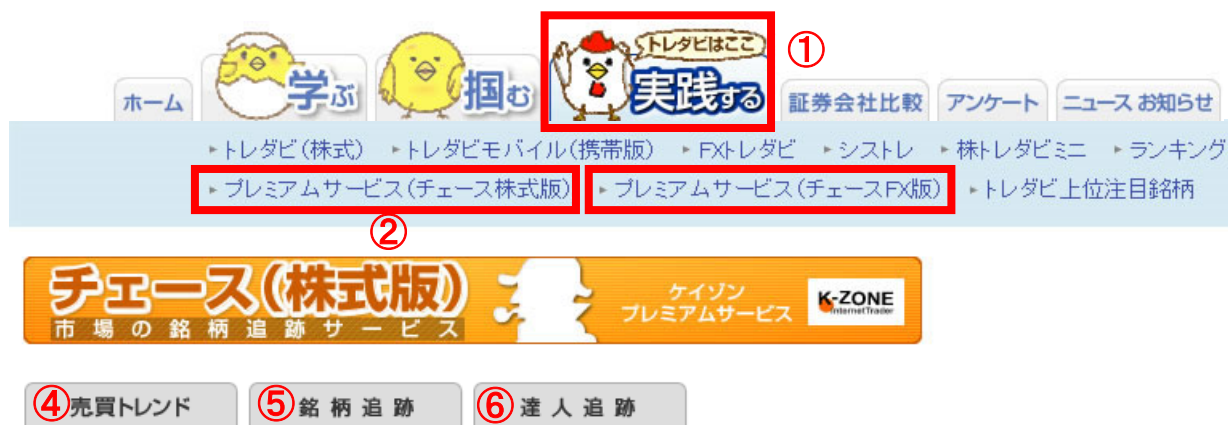 トレダビはここ ①
ホーム 学ぶ 掴む 実践する 証券会社比較 アンケート ニュース お知らせ
▸トレダビ(株式) ▸トレダビモバイル(携帯版) ▸FXトレダビ ▸シストレ ▸株トレダビミニ ▸ランキング
▸プレミアムサービス(チェース株式版) ▸プレミアムサービス(チェースFX版) ▸トレダビ上位注目銘柄
②
チェース(株式版)
市場の銘柄追跡サービス
ケイゾン
プレミアムサービス
K-ZONE
InternetTrader
④売買トレンド ⑤銘柄追跡 ⑥達人追跡